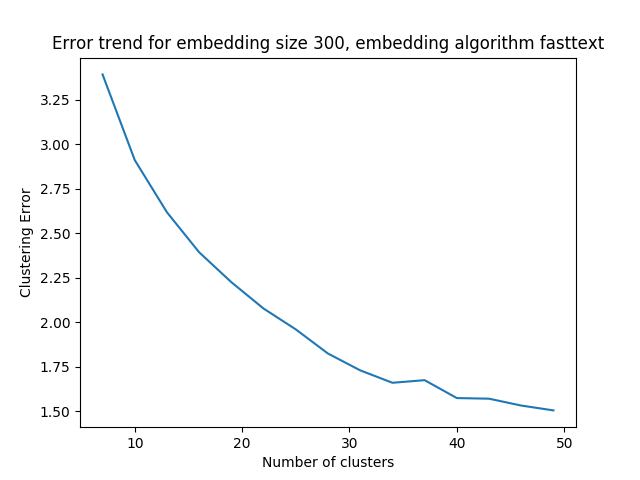 Error trend for embedding size 300, embedding algorithm fasttext
3.25
3.00
2.75
2.50
2.25
2.00
1.75
1.50
Clustering Error
10 20 30 40 50
Number of clusters